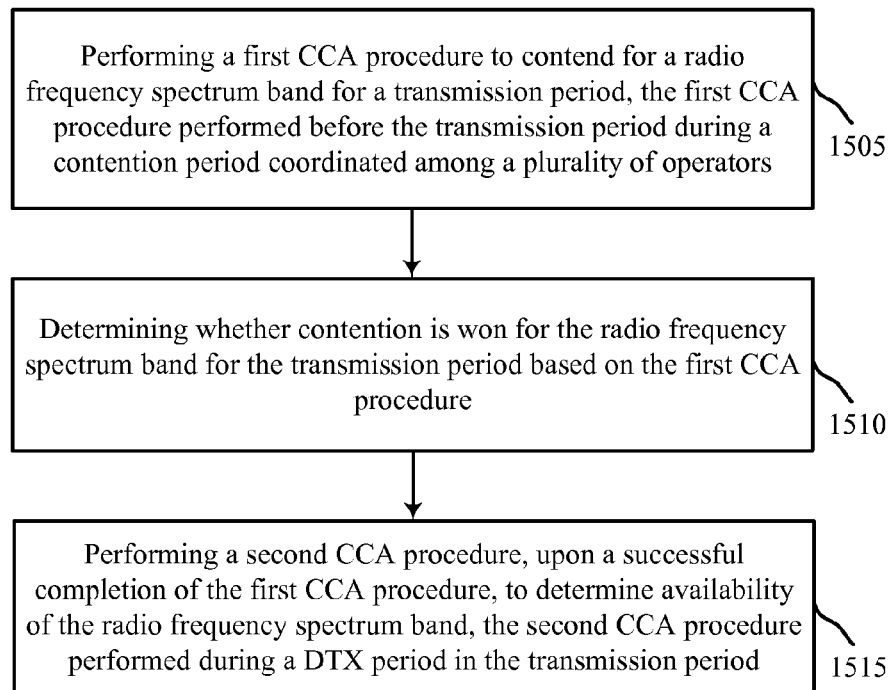 Performing a first CCA procedure to contend for a radio
frequency spectrum band for a transmission period, the first CCA
procedure performed before the transmission period during a
contention period coordinated among a plurality of operators
1505
Determining whether contention is won for the radio frequency
spectrum band for the transmission period based on the first CCA
procedure
1510
Performing a second CCA procedure, upon a successful
completion of the first CCA procedure, to determine availability
of the radio frequency spectrum band, the second CCA procedure
performed during a DTX period in the transmission period
1515